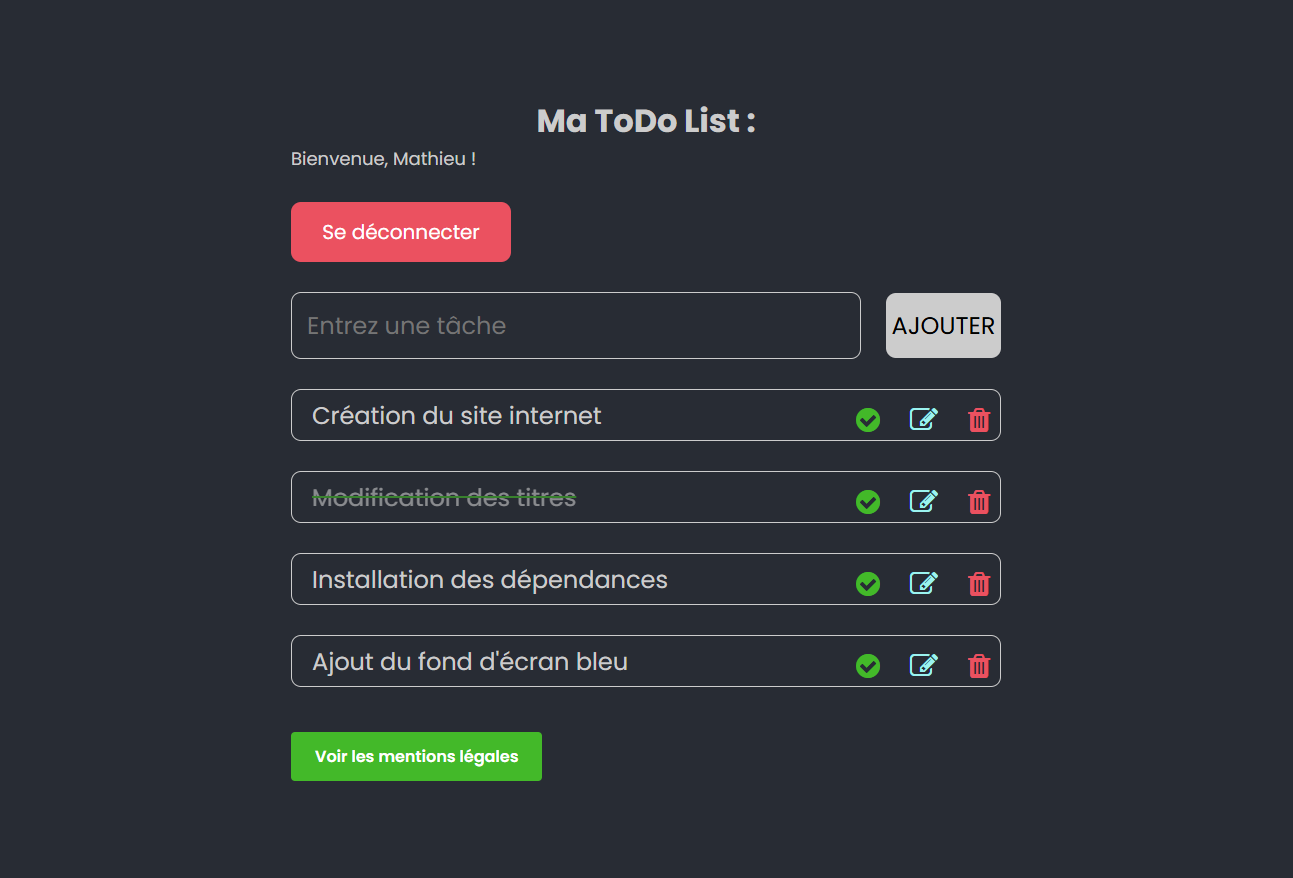 Ma ToDo List :
Bienvenue, Mathieu !
Se déconnecter
Entrez une tâche
AJOUTER
Création du site internet
Modification des titres
Installation des dépendances
Ajout du fond d'écran bleu
Voir les mentions légales